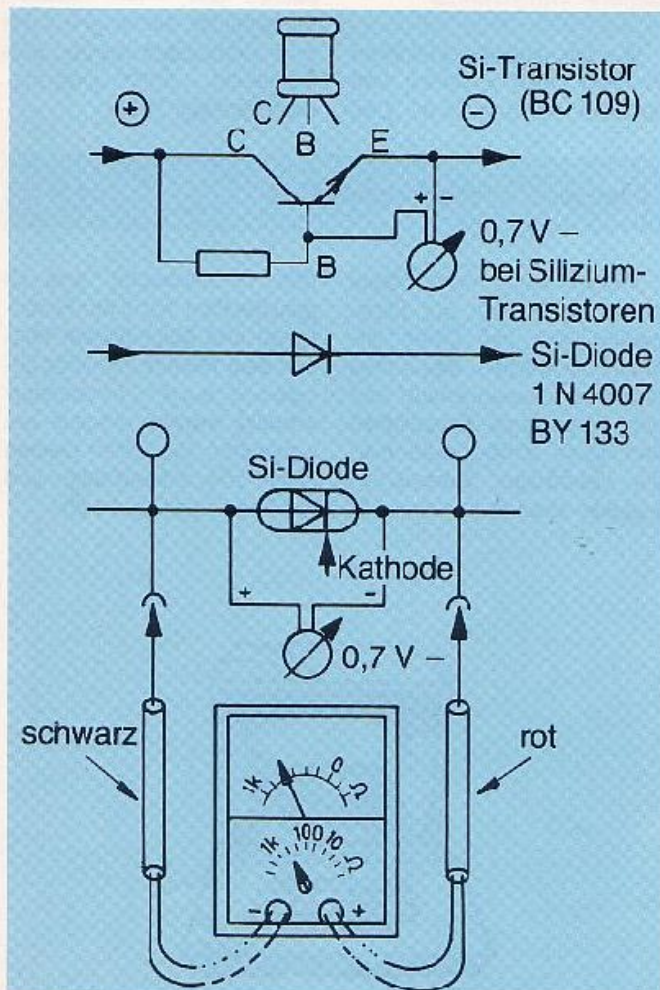 Si-Transistor
(BC 109)
+
−
C
C
B
E
+ −
B
0,7 V −
bei Silizium-
Transistoren
Si-Diode
1 N 4007
BY 133
Si-Diode
Kathode
+
-
0,7 V −
schwarz
rot
1k 0 Ω
1k 100 10 Ω
- +